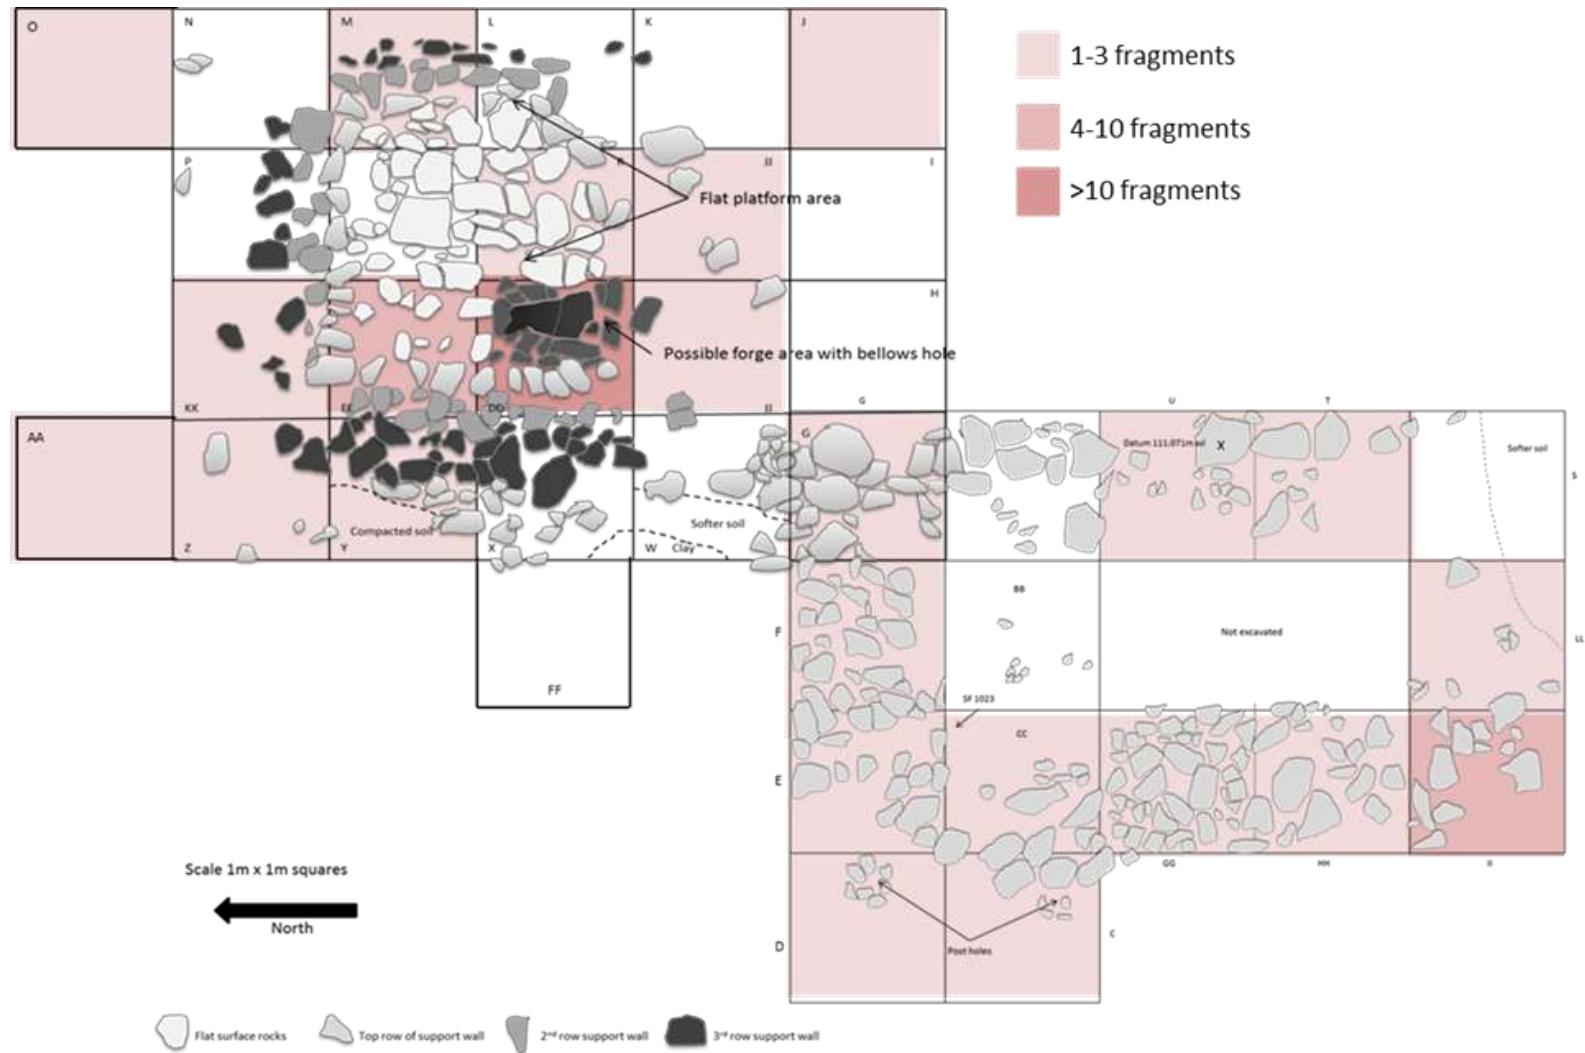 O
N
M
L
K
J
1-3 fragments
4-10 fragments
>10 fragments
P
R
JJ
I
Flat platform area
H
Possible forge area with bellows hole
KK
EE
DD
JJ
G
U
T
AA
G
Datum 111.071m asl
X
Softer soil
S
Compacted soil
Softer soil
Z
Y
X
W
Clay
BB
F
Not excavated
LL
FF
SF 1023
CC
E
Scale 1m x 1m squares
GG
HH
II
North
D
Post holes
C
Flat surface rocks
Top row of support wall
2nd row support wall
3rd row support wall